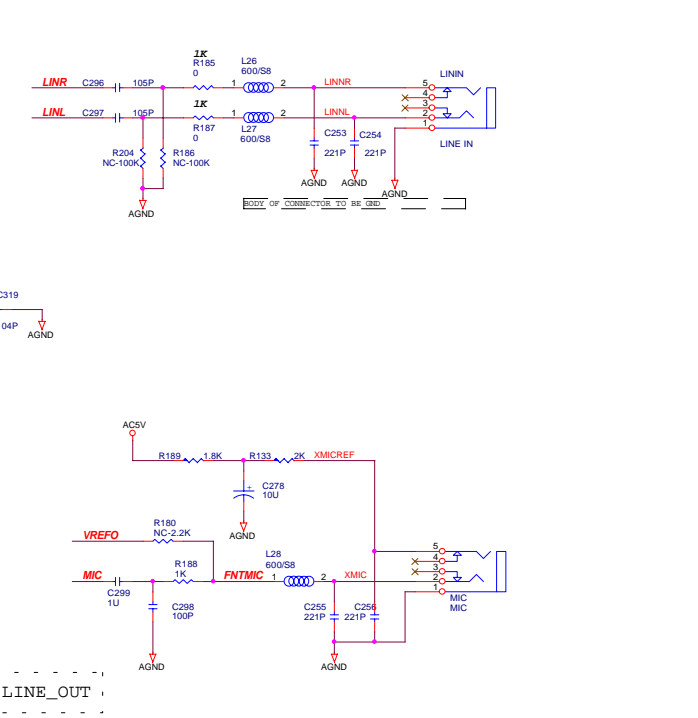 1K
R185
0
L26
600/S8
LININ
LINR
C296
105P
1
2
LINNR
5
4
3
2
1
LINL
C297
105P
1K
R187
0
1
2
L27
600/S8
LINNL
C253
C254
221P
221P
LINE IN
R204
NC-100K
R186
NC-100K
AGND
AGND
AGND
AGND
BODY OF CONNECTOR TO BE GND
C319
04P
AGND
AC5V
R189
1.8K
R133
2K
XMICREF
+
C278
10U
AGND
VREFO
R180
NC-2.2K
MIC
C299
1U
R188
1K
FNTMIC
L28
600/S8
1
2
XMIC
5
4
3
2
1
MIC
MIC
C298
100P
C255
221P
C256
221P
AGND
AGND
LINE_OUT